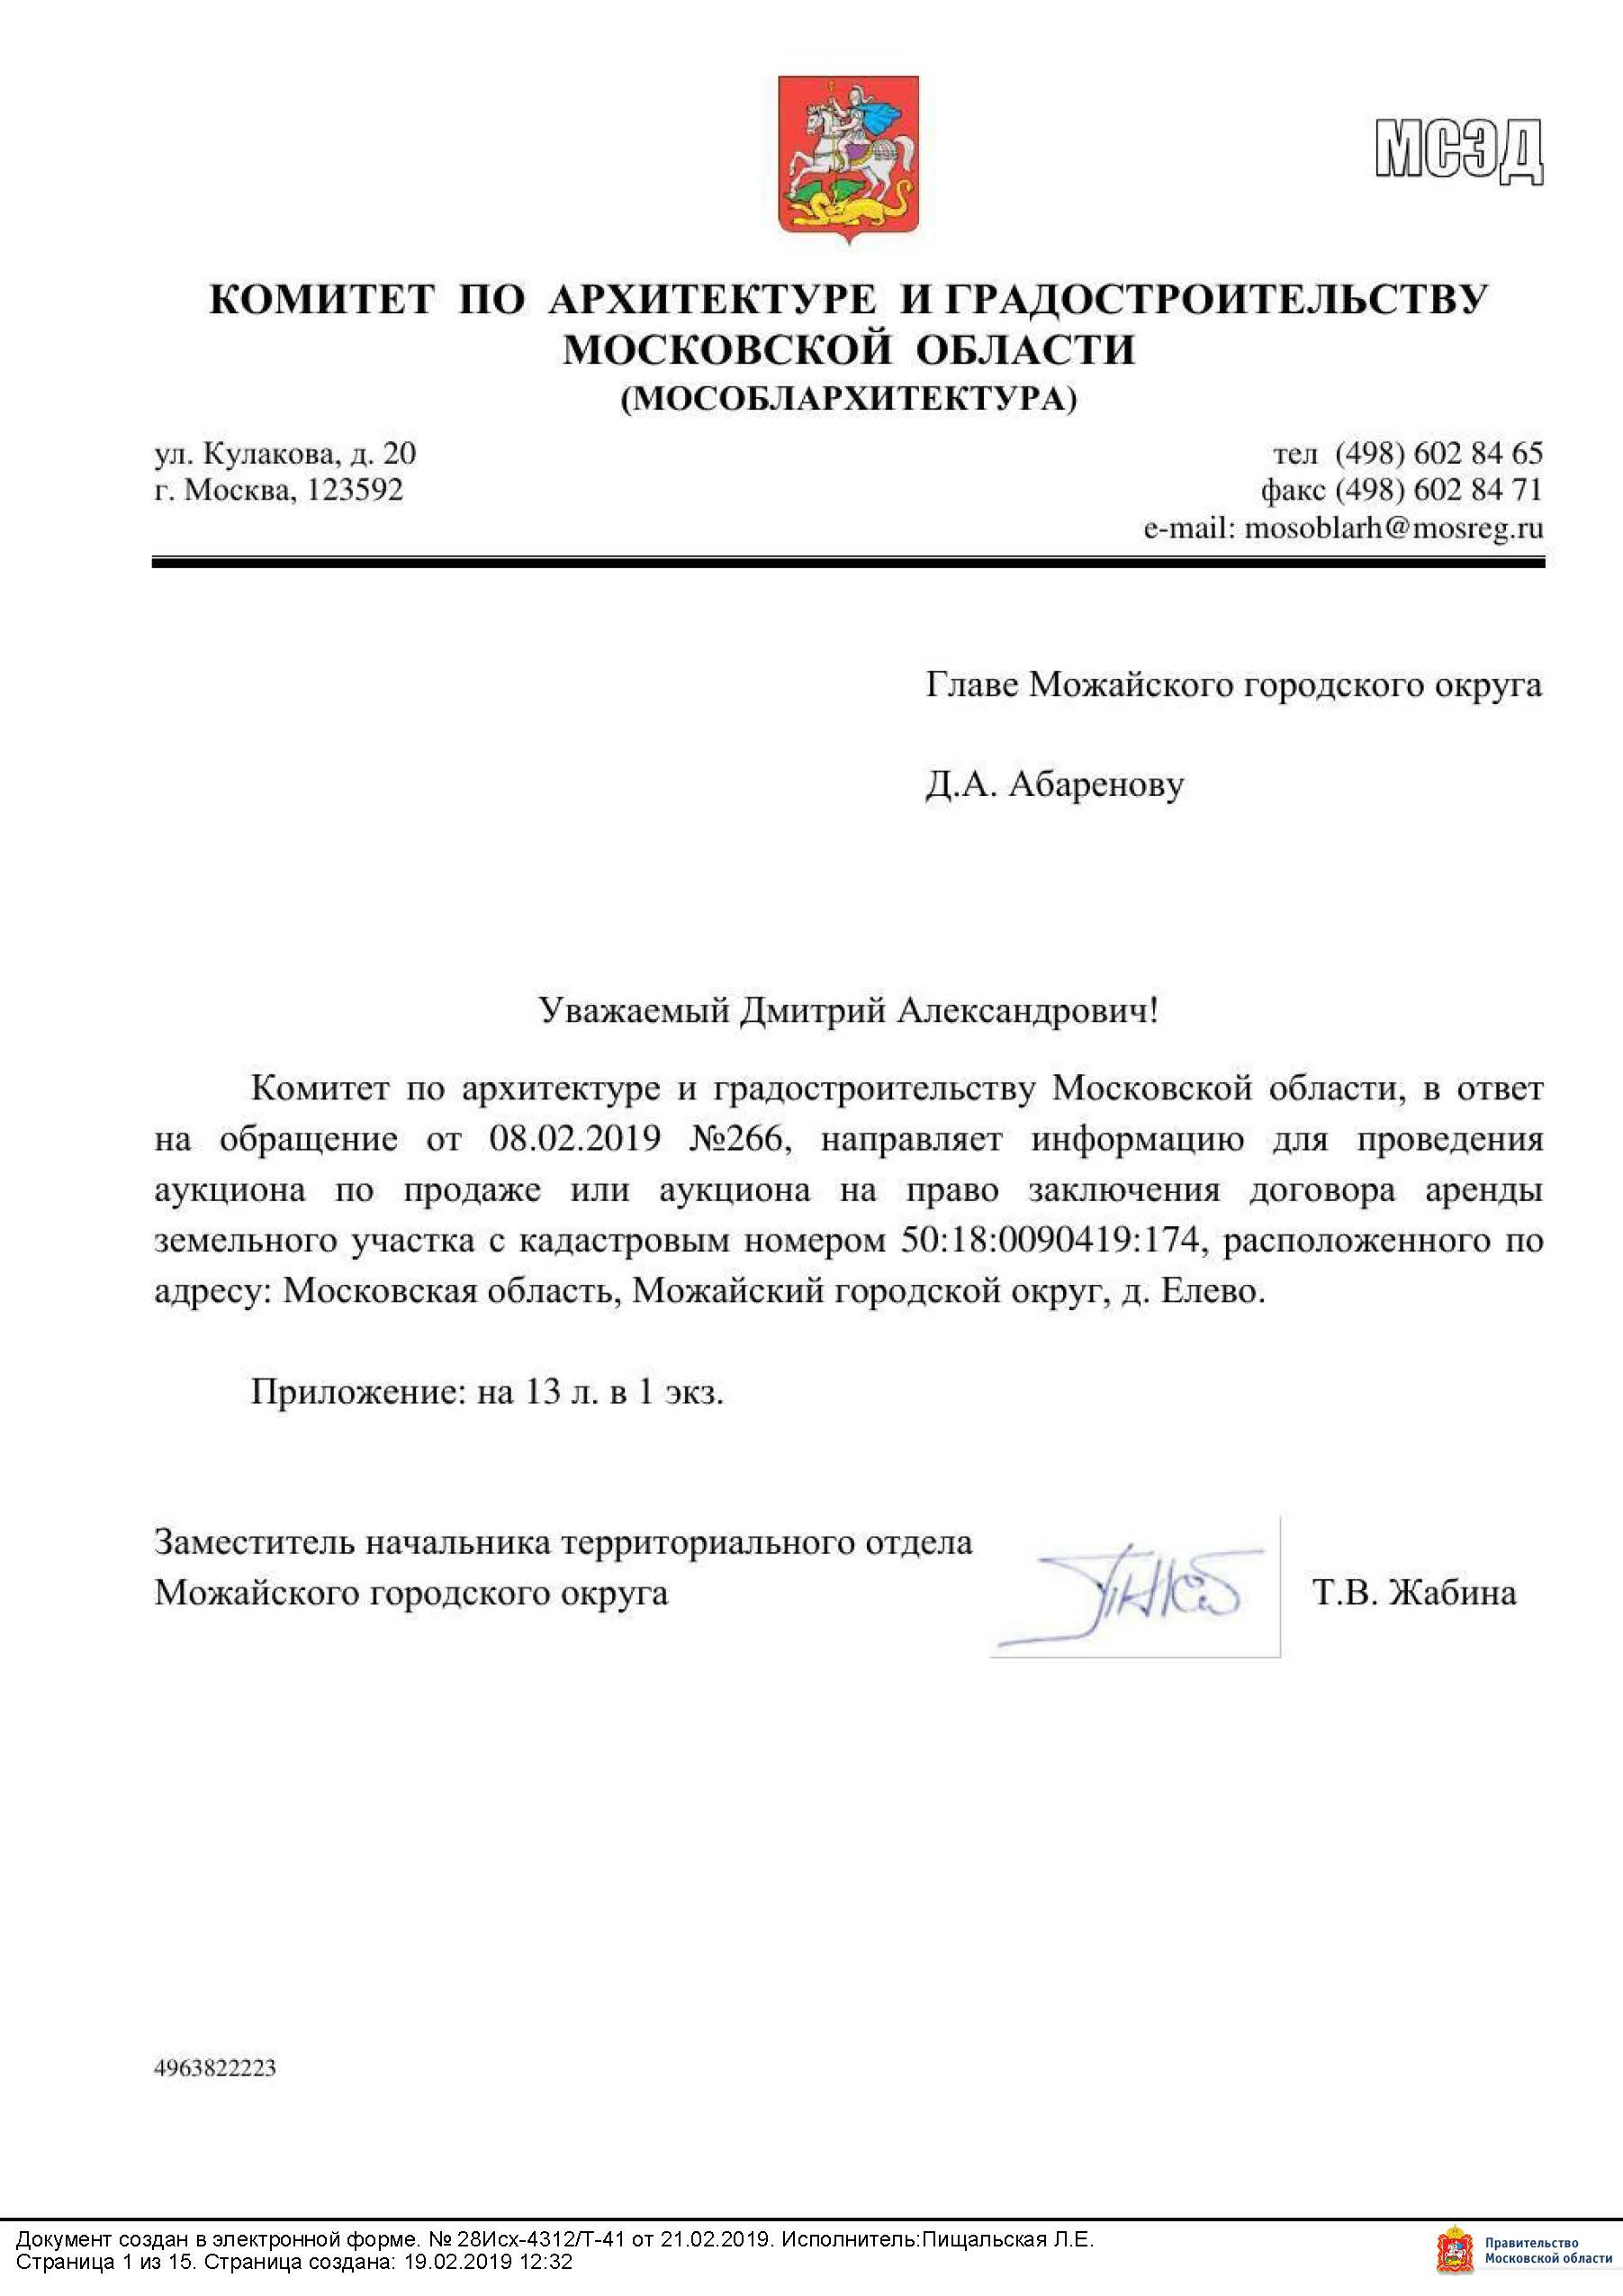 МСЭД
КОМИТЕТ ПО АРХИТЕКТУРЕ И ГРАДОСТРОИТЕЛЬСТВУ
МОСКОВСКОЙ ОБЛАСТИ
(МОСОБЛАРХИТЕКТУРА)
ул. Кулакова, д. 20
г. Москва, 123592
тел (498) 602 84 65
факс (498) 602 84 71
e-mail: mosoblarh@mosreg.ru
Главе Можайского городского округа
Д.А. Абаренову
Уважаемый Дмитрий Александрович!
Комитет по архитектуре и градостроительству Московской области, в ответ
на обращение от 08.02.2019 №266, направляет информацию для проведения
аукциона по продаже или аукциона на право заключения договора аренды
земельного участка с кадастровым номером 50:18:0090419:174, расположенного по
адресу: Московская область, Можайский городской округ, д. Елево.
Приложение: на 13 л. в 1 экз.
Заместитель начальника территориального отдела
Можайского городского округа
Т.В. Жабина
4963822223
Документ создан в электронной форме. № 28Исх-4312/Т-41 от 21.02.2019. Исполнитель:Пищальская Л.Е.
Страница 1 из 15. Страница создана: 19.02.2019 12:32
Правительство
Московской области